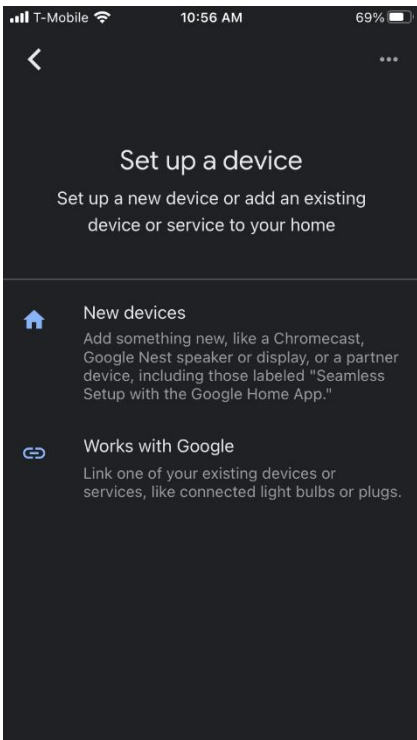 T-Mobile 10:56 AM 69%
Set up a device
Set up a new device or add an existing
device or service to your home
New devices
Add something new, like a Chromecast,
Google Nest speaker or display, or a partner
device, including those labeled "Seamless
Setup with the Google Home App."
Works with Google
Link one of your existing devices or
services, like connected light bulbs or plugs.